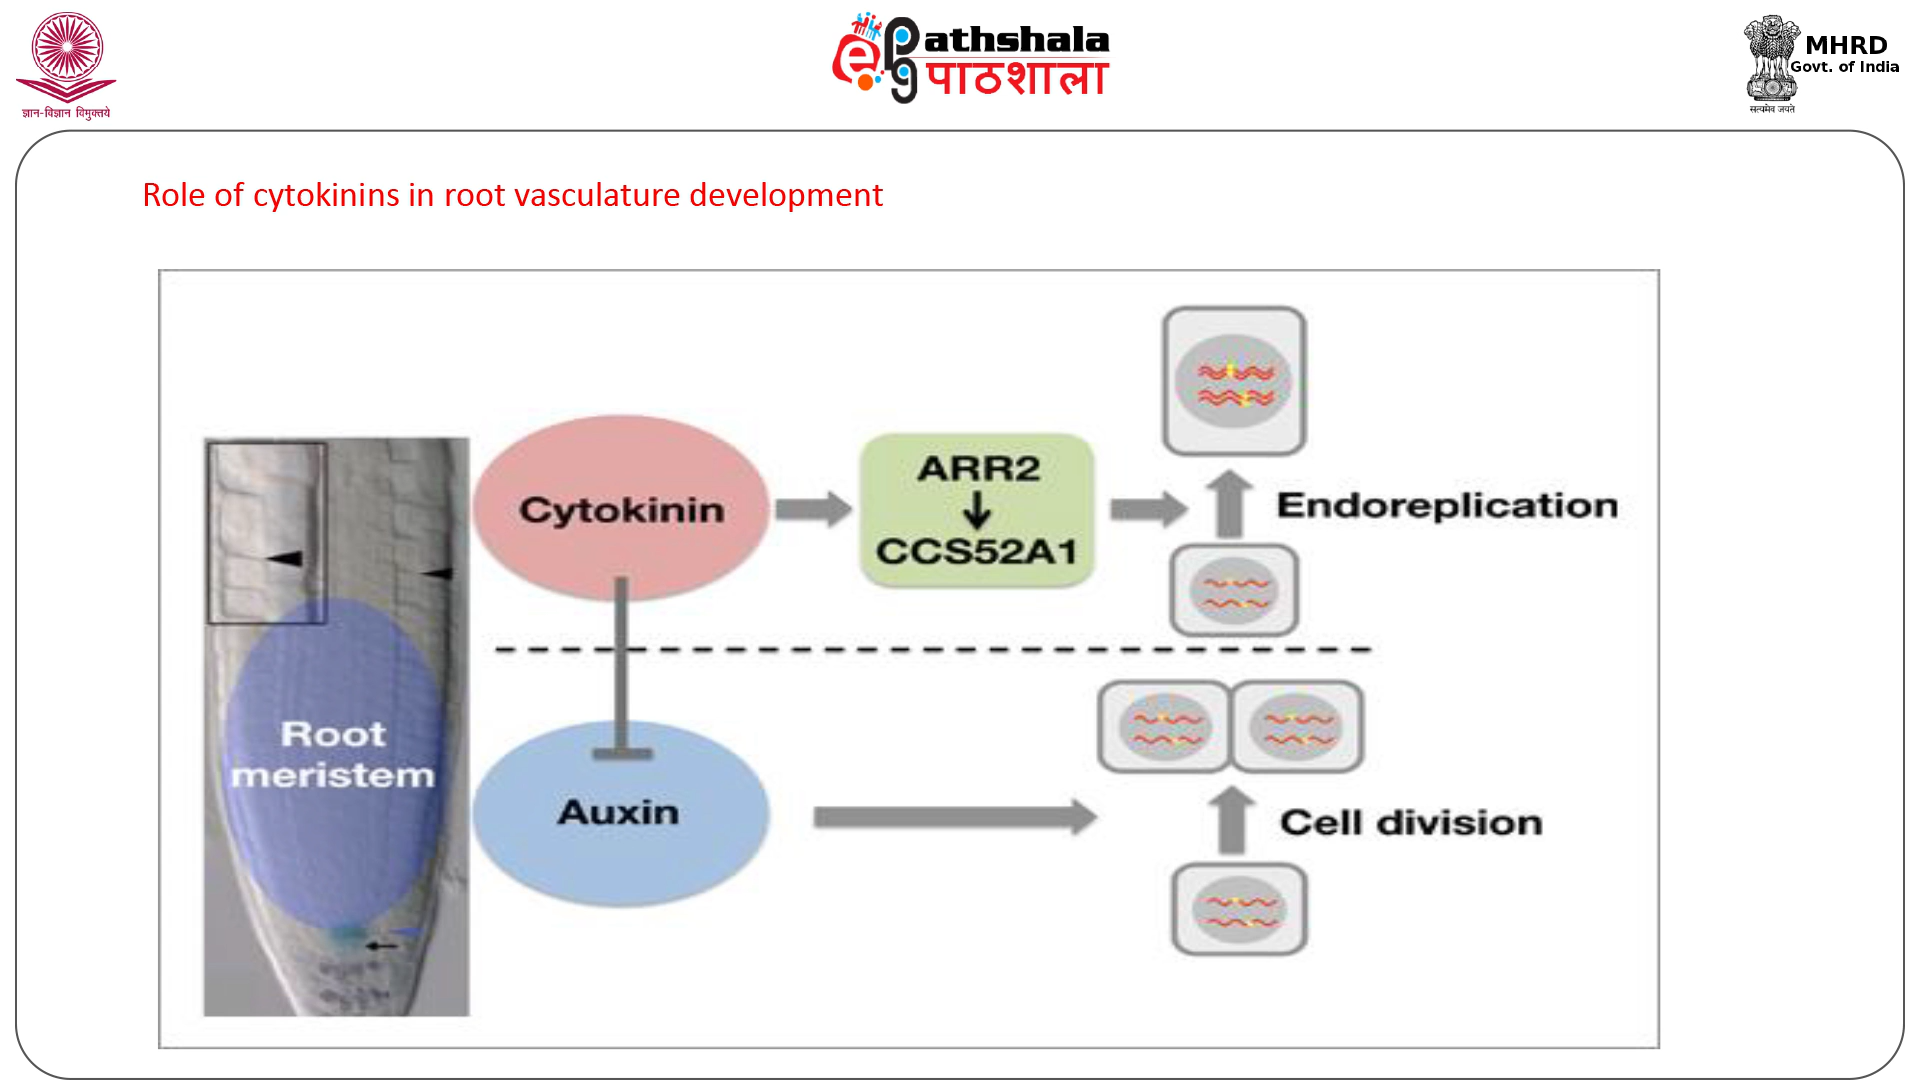 ज्ञान-विज्ञान विमुक्तये
e PG athshala
पाठशाला
MHRD
Govt. of India
सत्यमेव जयते
Role of cytokinins in root vasculature development
Cytokinin
ARR2
CCS52A1
Endoreplication
Root
meristem
Auxin
Cell division